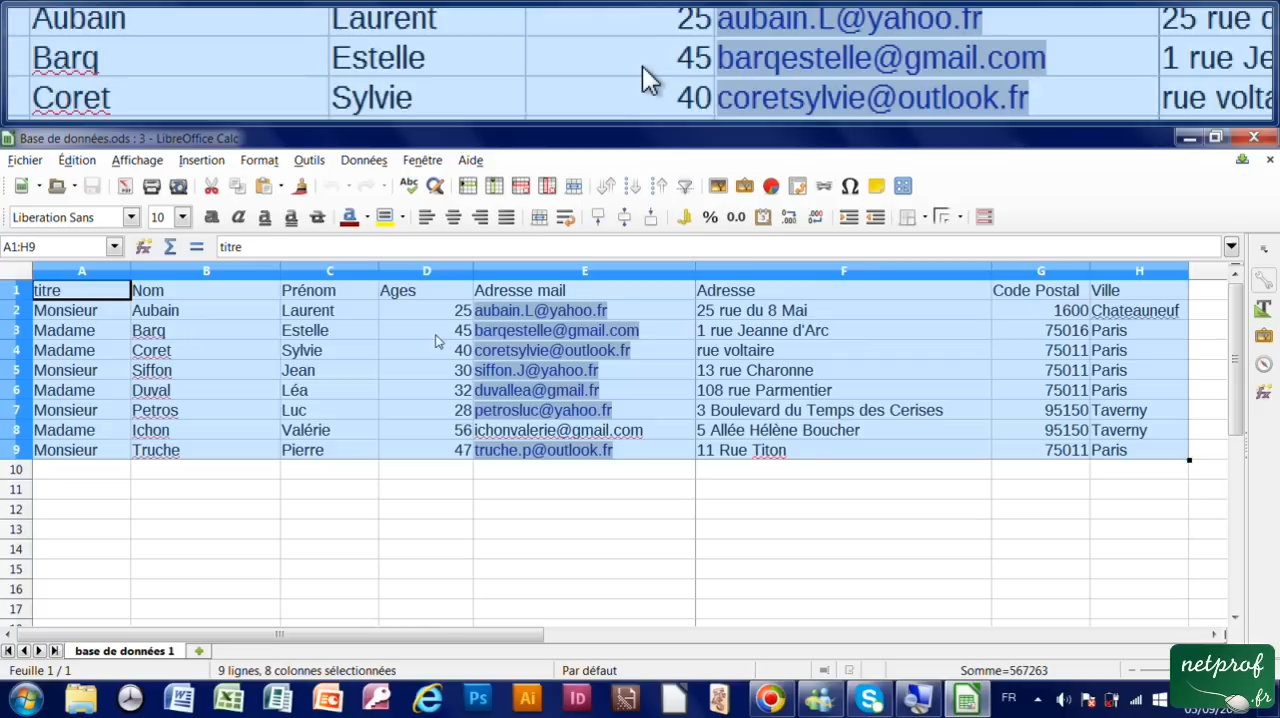 Aubain Laurent 25 aubain.L@yahoo.fr 25 rue d
Barq Estelle 45 barqestelle@gmail.com 1 rue Je
Coret Sylvie 40 coretsylvie@outlook.fr rue volta
Base de données.ods : 3 - LibreOffice Calc
Fichier Édition Affichage Insertion Format Outils Données Fenêtre Aide
Liberation Sans 10
A1:H9 titre
A B C D E F G H
1 titre Nom Prénom Ages Adresse mail Adresse Code Postal Ville
2 Monsieur Aubain Laurent 25 aubain.L@yahoo.fr 25 rue du 8 Mai 1600 Chateauneuf
3 Madame Barq Estelle 45 barqestelle@gmail.com 1 rue Jeanne d'Arc 75016 Paris
4 Madame Coret Sylvie 40 coretsylvie@outlook.fr rue voltaire 75011 Paris
5 Monsieur Siffon Jean 30 siffon.J@yahoo.fr 13 rue Charonne 75011 Paris
6 Madame Duval Léa 32 duvallea@gmail.fr 108 rue Parmentier 75011 Paris
7 Monsieur Petros Luc 28 petrosluc@yahoo.fr 3 Boulevard du Temps des Cerises 95150 Taverny
8 Madame Ichon Valérie 56 ichonvalerie@gmail.com 5 Allée Hélène Boucher 95150 Taverny
9 Monsieur Truche Pierre 47 truche.p@outlook.fr 11 Rue Titon 75011 Paris
10
11
12
13
14
15
16
17
base de données 1
Feuille 1 / 1 9 lignes, 8 colonnes sélectionnées Par défaut Somme=567263
netprof
.fr
FR